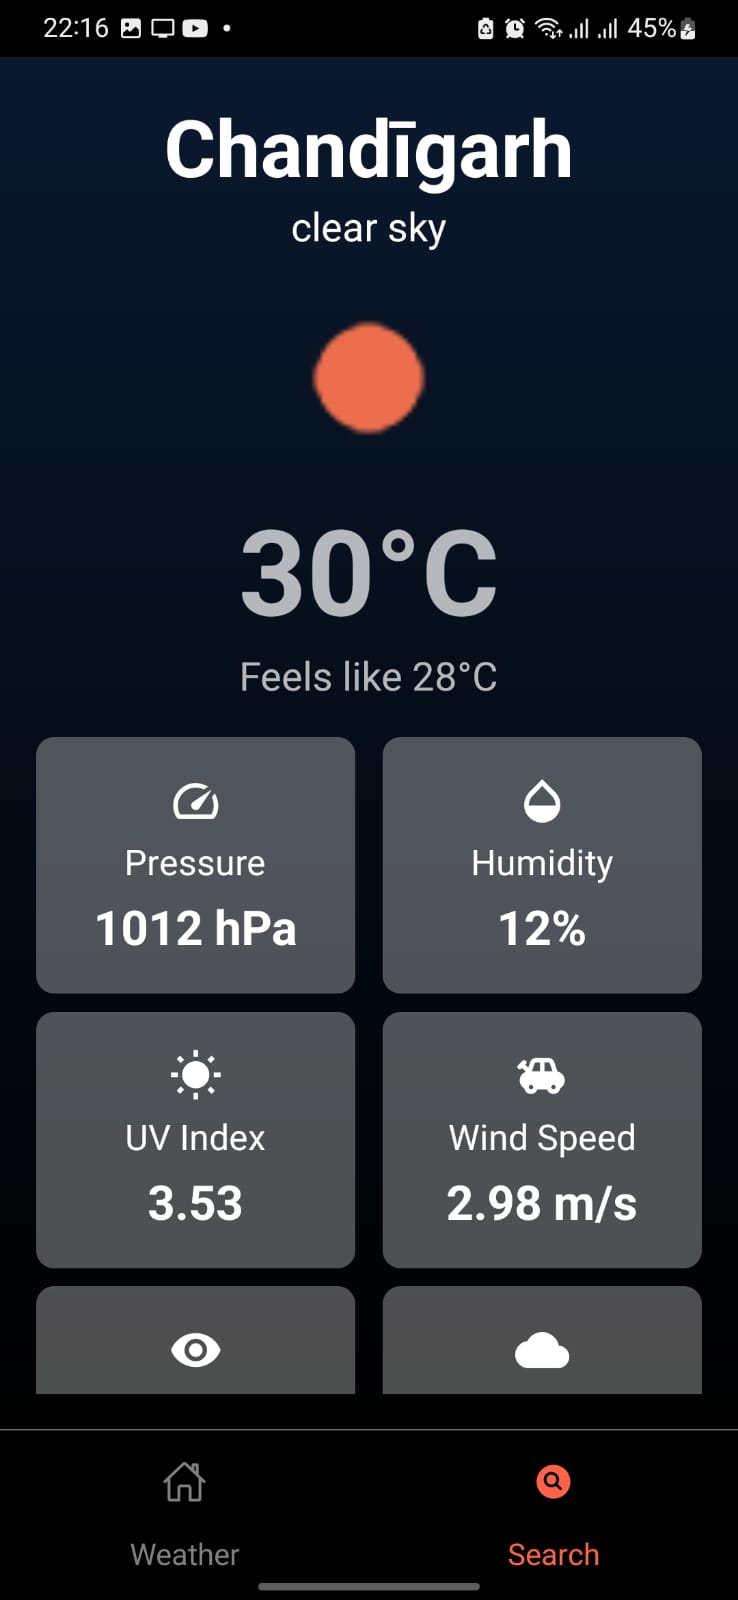 22:16
45%
Chandīgarh
clear sky
30°C
Feels like 28°C
Pressure
1012 hPa
Humidity
12%
UV Index
3.53
Wind Speed
2.98 m/s
Weather
Search